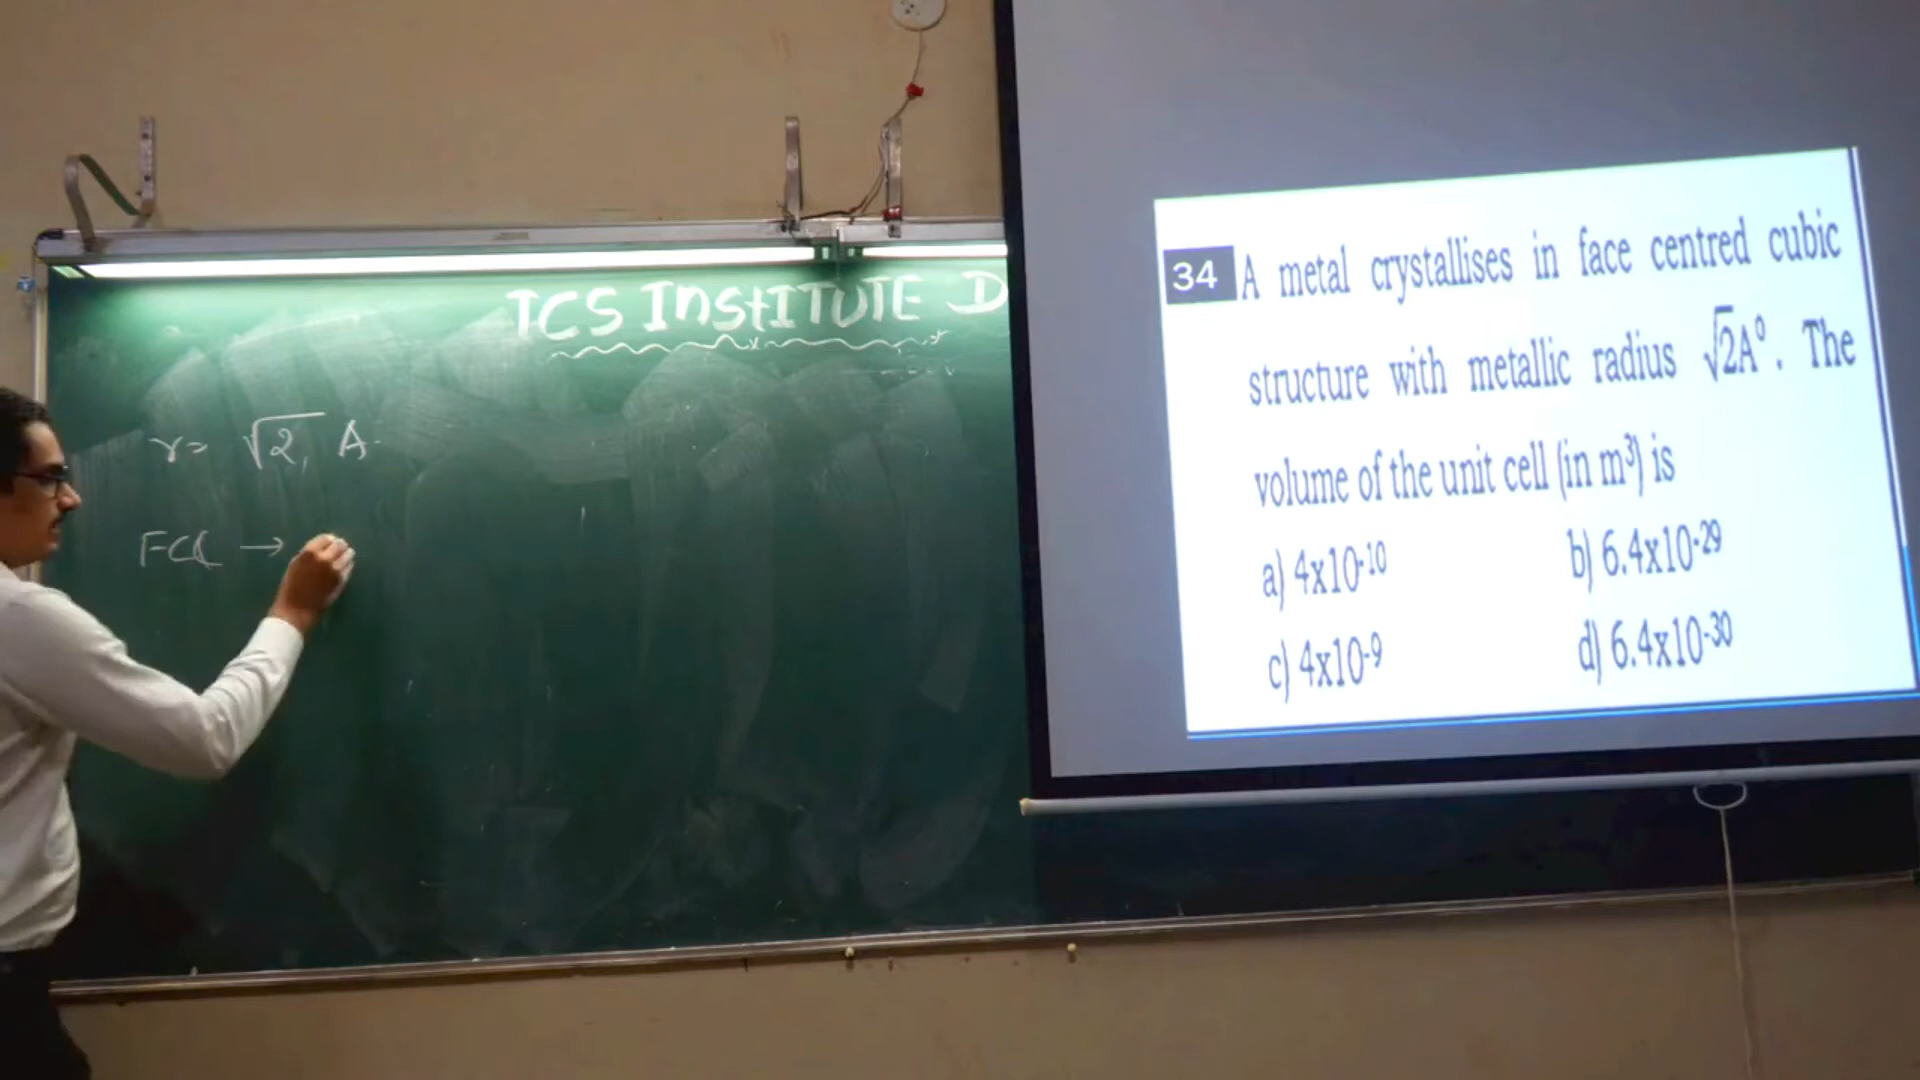 TCS InstITUTE D
r= √2 A
FCC →
34 A metal crystallises in face centred cubic
structure with metallic radius √2A⁰. The
volume of the unit cell (in m³) is
a) 4x10⁻¹⁰ b) 6.4x10⁻²⁹
c) 4x10⁻⁹ d) 6.4x10⁻³⁰